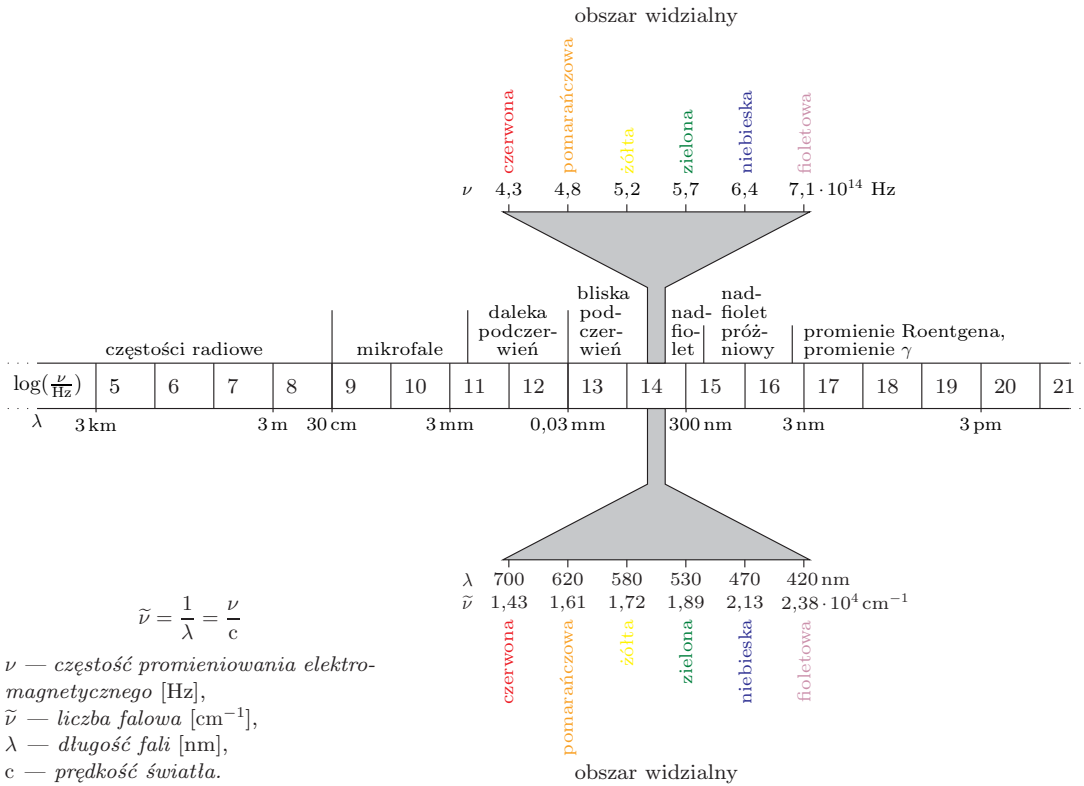 obszar widzialny
czerwona pomarańczowa żółta zielona niebieska fioletowa
ν 4,3 4,8 5,2 5,7 6,4 7,1 · 10¹⁴ Hz
częstości radiowe
mikrofale
daleka
podczer-
wień
bliska
pod-
czer-
wień
nad-
fio-
let
nad-
fiolet
próż-
niowy
promienie Roentgena,
promienie γ
log(ν/Hz) 5 6 7 8 9 10 11 12 13 14 15 16 17 18 19 20 21
λ 3 km 3 m 30 cm 3 mm 0,03 mm 300 nm 3 nm 3 pm
λ 700 620 580 530 470 420 nm
ν̃ 1,43 1,61 1,72 1,89 2,13 2,38 · 10⁴ cm⁻¹
czerwona pomarańczowa żółta zielona niebieska fioletowa
obszar widzialny
ν̃ = 1/λ = ν/c
ν — częstość promieniowania elektro-
magnetycznego [Hz],
ν̃ — liczba falowa [cm⁻¹],
λ — długość fali [nm],
c — prędkość światła.